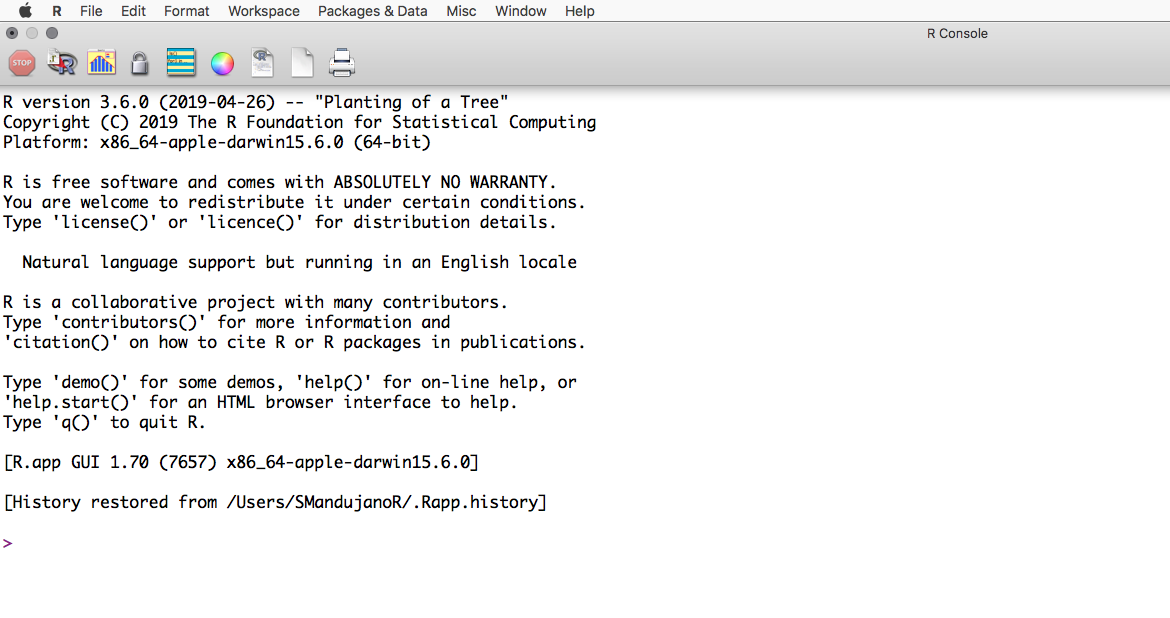 R File Edit Format Workspace Packages & Data Misc Window Help
R Console
STOP
R version 3.6.0 (2019-04-26) -- "Planting of a Tree"
Copyright (C) 2019 The R Foundation for Statistical Computing
Platform: x86_64-apple-darwin15.6.0 (64-bit)
R is free software and comes with ABSOLUTELY NO WARRANTY.
You are welcome to redistribute it under certain conditions.
Type 'license()' or 'licence()' for distribution details.
Natural language support but running in an English locale
R is a collaborative project with many contributors.
Type 'contributors()' for more information and
'citation()' on how to cite R or R packages in publications.
Type 'demo()' for some demos, 'help()' for on-line help, or
'help.start()' for an HTML browser interface to help.
Type 'q()' to quit R.
[R.app GUI 1.70 (7657) x86_64-apple-darwin15.6.0]
[History restored from /Users/SMandujanoR/.Rapp.history]
>